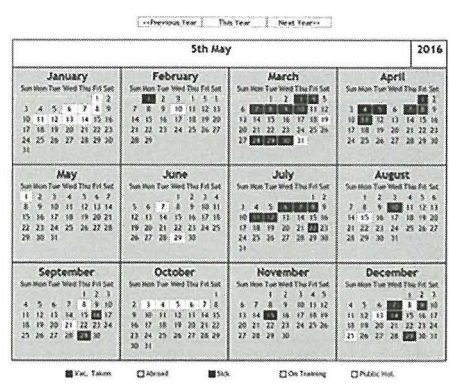 <<Previous Year This Year Next Year>>
5th May 2016
January
Sun Mon Tue Wed Thu Fri Sat
1 2
3 4 5 6 7 8 9
10 11 12 13 14 15 16
17 18 19 20 21 22 23
24 25 26 27 28 29 30
31
February
Sun Mon Tue Wed Thu Fri Sat
1 2 3 4 5 6
7 8 9 10 11 12 13
14 15 16 17 18 19 20
21 22 23 24 25 26 27
28 29
March
Sun Mon Tue Wed Thu Fri Sat
1 2 3 4 5
6 7 8 9 10 11 12
13 14 15 16 17 18 19
20 21 22 23 24 25 26
27 28 29 30 31
April
Sun Mon Tue Wed Thu Fri Sat
1 2
3 4 5 6 7 8 9
10 11 12 13 14 15 16
17 18 19 20 21 22 23
24 25 26 27 28 29 30
May
Sun Mon Tue Wed Thu Fri Sat
1 2 3 4 5 6 7
8 9 10 11 12 13 14
15 16 17 18 19 20 21
22 23 24 25 26 27 28
29 30 31
June
Sun Mon Tue Wed Thu Fri Sat
1 2 3 4
5 6 7 8 9 10 11
12 13 14 15 16 17 18
19 20 21 22 23 24 25
26 27 28 29 30
July
Sun Mon Tue Wed Thu Fri Sat
1 2
3 4 5 6 7 8 9
10 11 12 13 14 15 16
17 18 19 20 21 22 23
24 25 26 27 28 29 30
31
August
Sun Mon Tue Wed Thu Fri Sat
1 2 3 4 5 6
7 8 9 10 11 12 13
14 15 16 17 18 19 20
21 22 23 24 25 26 27
28 29 30 31
September
Sun Mon Tue Wed Thu Fri Sat
1 2 3
4 5 6 7 8 9 10
11 12 13 14 15 16 17
18 19 20 21 22 23 24
25 26 27 28 29 30
October
Sun Mon Tue Wed Thu Fri Sat
1
2 3 4 5 6 7 8
9 10 11 12 13 14 15
16 17 18 19 20 21 22
23 24 25 26 27 28 29
30 31
November
Sun Mon Tue Wed Thu Fri Sat
1 2 3 4 5
6 7 8 9 10 11 12
13 14 15 16 17 18 19
20 21 22 23 24 25 26
27 28 29 30
December
Sun Mon Tue Wed Thu Fri Sat
1 2 3
4 5 6 7 8 9 10
11 12 13 14 15 16 17
18 19 20 21 22 23 24
25 26 27 28 29 30 31
Vac. Taken Abroad Sick On Training Public Hol.